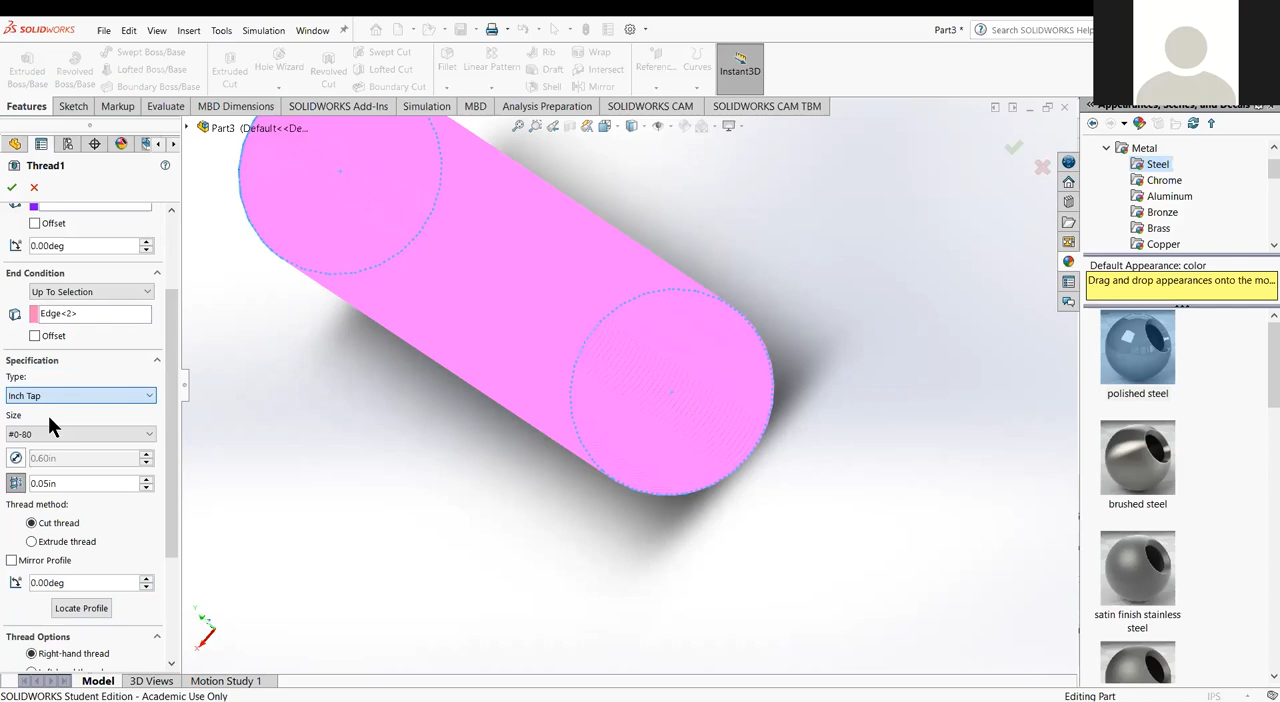 SOLIDWORKS File Edit View Insert Tools Simulation Window Part3 * Search SOLIDWORKS Help
Extruded Boss/Base
Revolved Boss/Base
Swept Boss/Base
Lofted Boss/Base
Boundary Boss/Base
Extruded Cut
Hole Wizard
Revolved Cut
Swept Cut
Lofted Cut
Boundary Cut
Fillet
Linear Pattern
Rib
Draft
Shell
Wrap
Intersect
Mirror
Referenc...
Curves
Instant3D
Features Sketch Markup Evaluate MBD Dimensions SOLIDWORKS Add-Ins Simulation MBD Analysis Preparation SOLIDWORKS CAM SOLIDWORKS CAM TBM
Appearances, Scenes, and Decals
Part3 (Default<<De...
Thread1
Offset
0.00deg
End Condition
Up To Selection
Edge<2>
Offset
Specification
Type:
Inch Tap
Size
#0-80
0.60in
0.05in
Thread method:
Cut thread
Extrude thread
Mirror Profile
0.00deg
Locate Profile
Thread Options
Right-hand thread
Y
X
Metal
Steel
Chrome
Aluminum
Bronze
Brass
Copper
Default Appearance: color
Drag and drop appearances onto the mo...
polished steel
brushed steel
satin finish stainless
steel
Model 3D Views Motion Study 1
SOLIDWORKS Student Edition - Academic Use Only Editing Part IPS